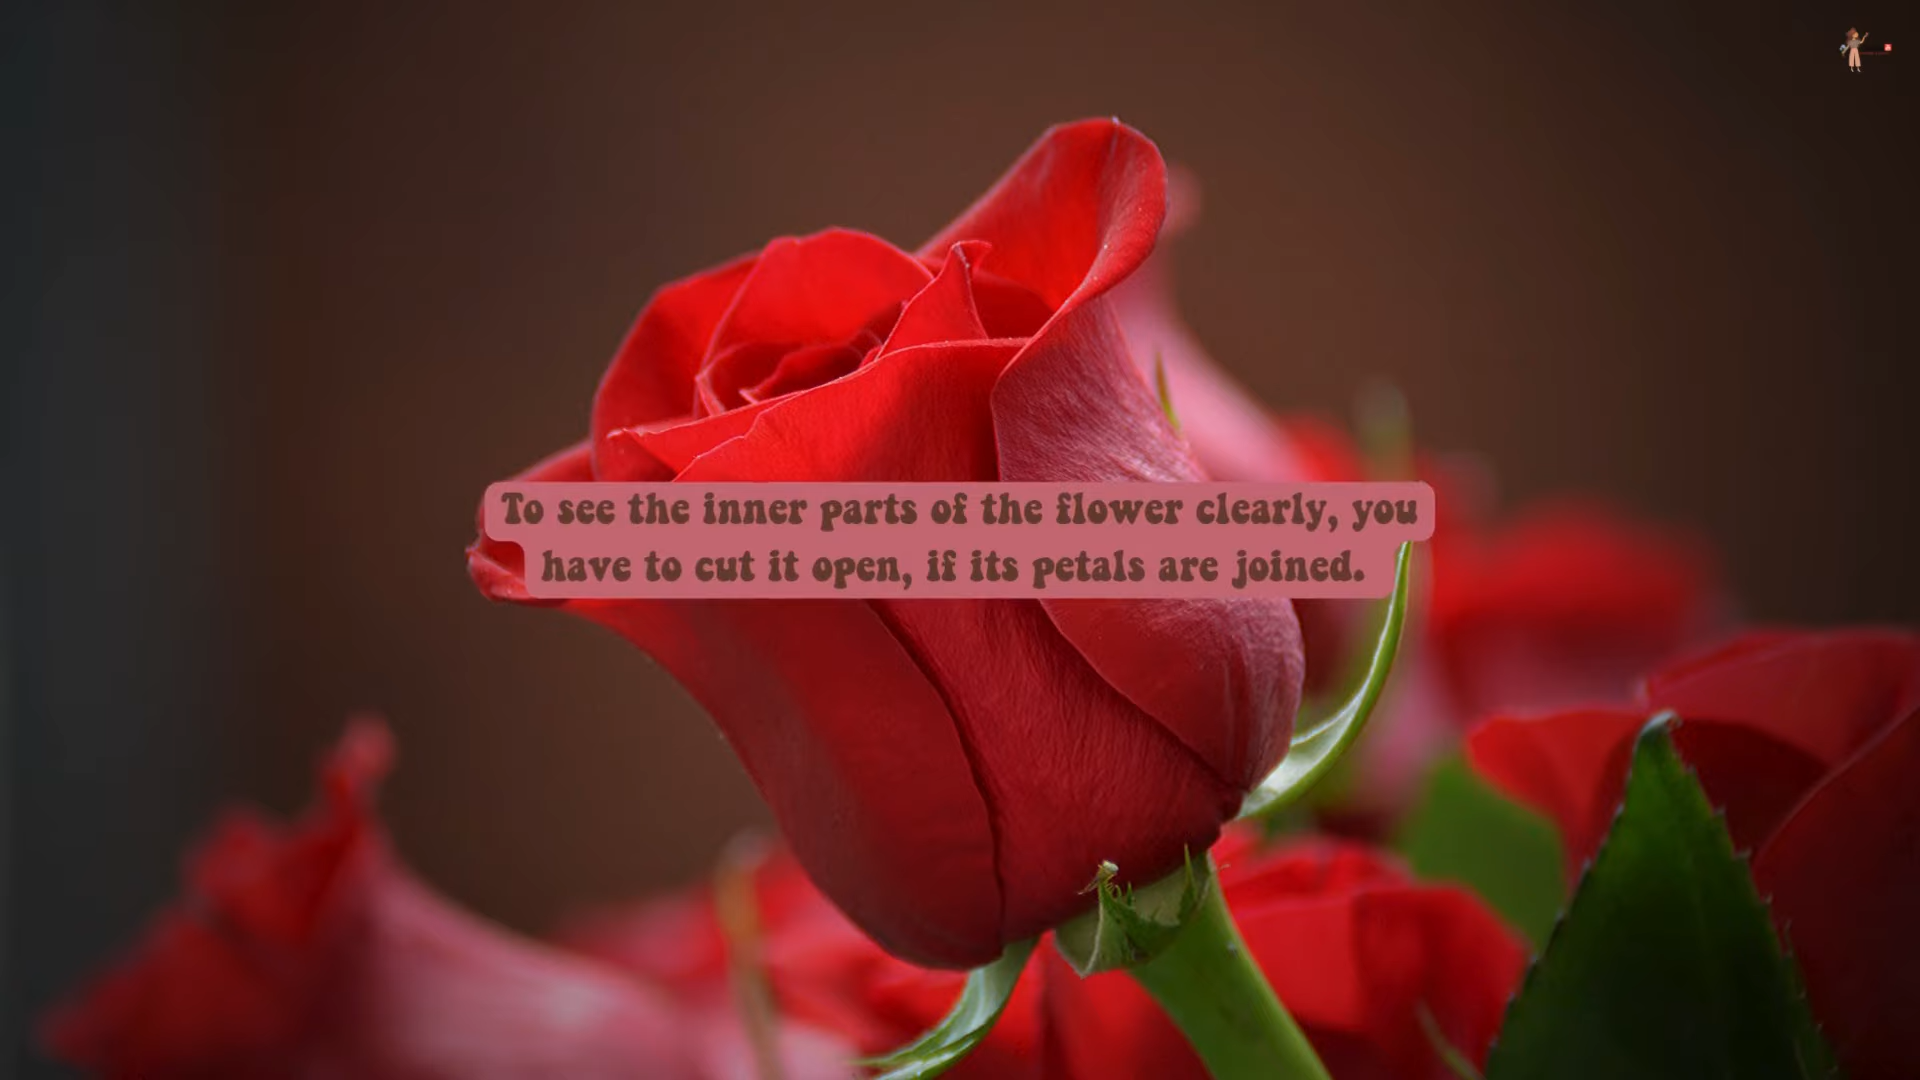 To see the inner parts of the flower clearly, you
have to cut it open, if its petals are joined.